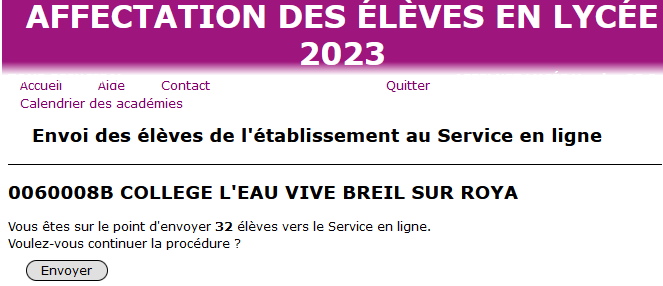 AFFECTATION DES ÉLÈVES EN LYCÉE
2023
Accueil Aide Contact Quitter
Calendrier des académies
Envoi des élèves de l'établissement au Service en ligne
0060008B COLLEGE L'EAU VIVE BREIL SUR ROYA
Vous êtes sur le point d'envoyer 32 élèves vers le Service en ligne.
Voulez-vous continuer la procédure ?
Envoyer